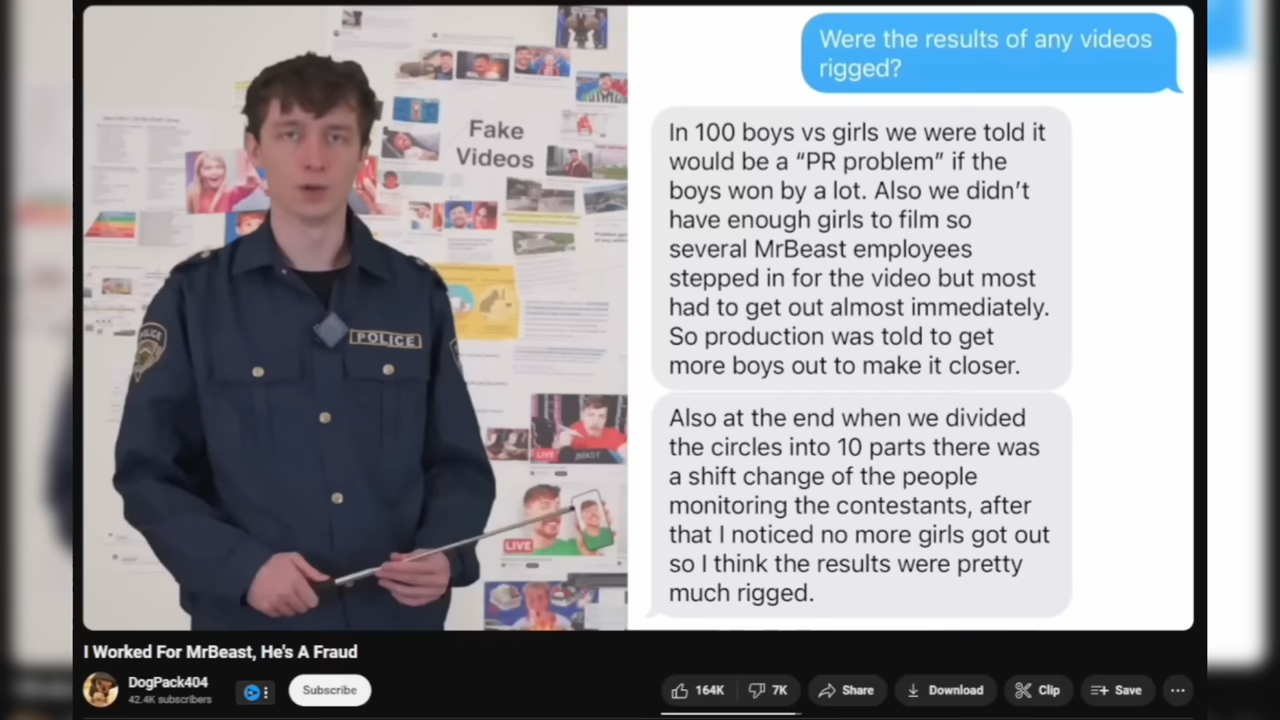 Were the results of any videos
rigged?
In 100 boys vs girls we were told it
would be a “PR problem” if the
boys won by a lot. Also we didn’t
have enough girls to film so
several MrBeast employees
stepped in for the video but most
had to get out almost immediately.
So production was told to get
more boys out to make it closer.
Also at the end when we divided
the circles into 10 parts there was
a shift change of the people
monitoring the contestants, after
that I noticed no more girls got out
so I think the results were pretty
much rigged.
Fake
Videos
POLICE
POLICE
LIVE
BEAST
LIVE
I Worked For MrBeast, He's A Fraud
DogPack404
42.4K subscribers
Subscribe
164K
7K
Share
Download
Clip
Save